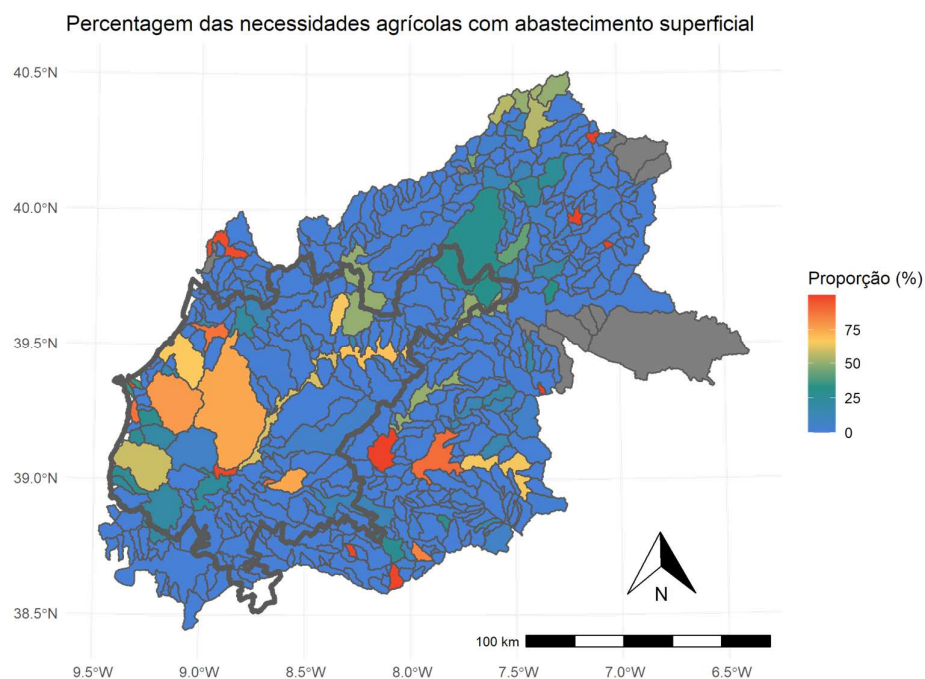 Percentagem das necessidades agrícolas com abastecimento superficial
40.5°N
40.0°N
39.5°N
39.0°N
38.5°N
Proporção (%)
75
50
25
0
N
100 km
9.5°W 9.0°W 8.5°W 8.0°W 7.5°W 7.0°W 6.5°W